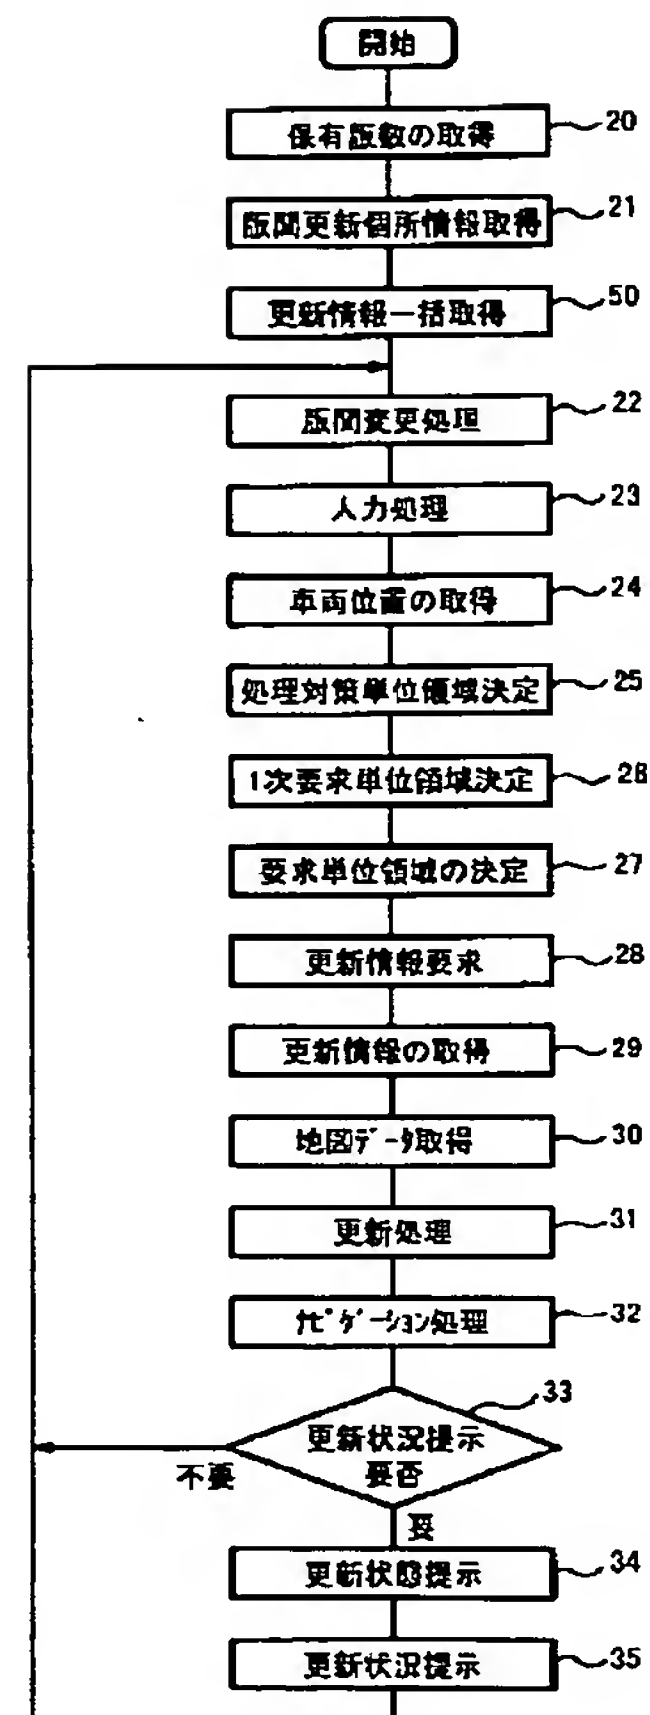 開始
保有版数の取得
20
版間更新個所情報取得
21
更新情報一括取得
50
版間変更処理
22
入力処理
23
車両位置の取得
24
処理対策単位領域決定
25
1次要求単位領域決定
26
要求単位領域の決定
27
更新情報要求
28
更新情報の取得
29
地図データ取得
30
更新処理
31
ナビゲーション処理
32
33
更新状況提示
要否
不要
要
更新状態提示
34
更新状況提示
35